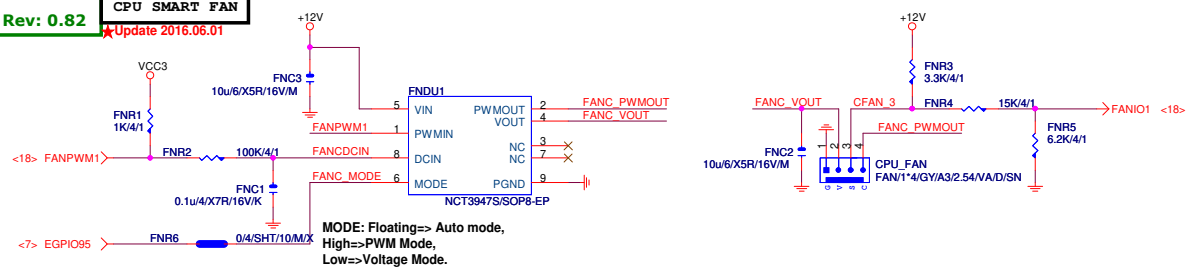 CPU SMART FAN
Rev: 0.82
★Update 2016.06.01
+12V
VCC3
FNC3
10u/6/X5R/16V/M
FNR1
1K/4/1
FNDU1
5 VIN
PWMOUT 2 FANC_PWMOUT
VOUT 4 FANC_VOUT
FANPWM1 1 PWMIN
NC 3
<18> FANPWM1 FNR2 100K/4/1 FANCDCIN 8 DCIN
NC 7
FANC_MODE 6 MODE
PGND 9
FNC1
0.1u/4/X7R/16V/K
NCT3947S/SOP8-EP
<7> EGPIO95 FNR6 0/4/SHT/10/M/X
MODE: Floating=> Auto mode,
High=>PWM Mode,
Low=>Voltage Mode.
+12V
FNR3
3.3K/4/1
FANC_VOUT CFAN_3 FNR4 15K/4/1 FANIO1 <18>
FANC_PWMOUT
FNR5
6.2K/4/1
FNC2
10u/6/X5R/16V/M
1 2 3 4
CPU_FAN
FAN/1*4/GY/A3/2.54/VA/D/SN
G V S C